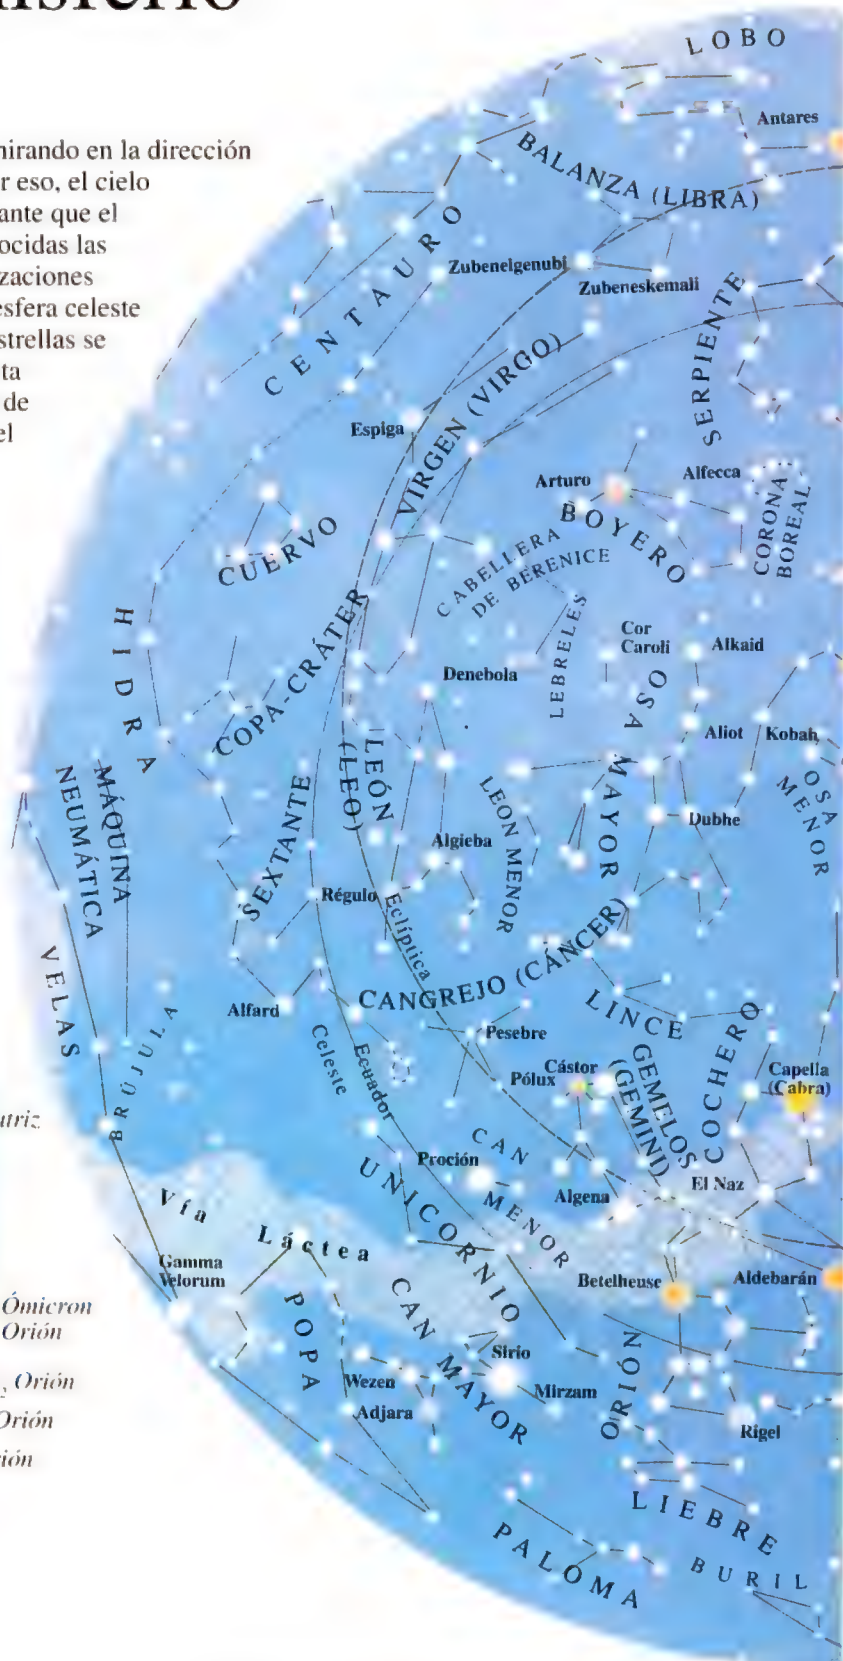 mirando en la dirección
r eso, el cielo
ante que el
ocidas las
zaciones
esfera celeste
strellas se
ta
de
el
LOBO
Antares
BALANZA (LIBRA)
CENTAURO
Zubenelgenubi
Zubeneskemali
SERPIENTE
VIRGEN (VIRGO)
Espiga
Arturo
Alfecca
BOYERO
CORONA
BOREAL
CUERVO
CABELLERA
DE BERENICE
HIDRA
COPA-CRÁTER
LEBRELES
Cor
Caroli
Alkaid
Denebola
OSA MAYOR
Aliot
Kobah
OSA
MENOR
MÁQUINA
NEUMÁTICA
SEXTANTE
LEÓN
(LEO)
LEON MENOR
Dubhe
Algieba
Régulo
Eclíptica
VELAS
Alfard
CANGREJO (CÁNCER)
LINCE
BRÚJULA
Celeste
Ecuador
Pesebre
Cástor
Pólux
GEMELOS
(GEMINI)
COCHERO
Capella
(Cabra)
atriz
CAN
MENOR
Proción
UNICORNIO
Algena
El Naz
Vía
Láctea
Gamma
Velorum
Betelheuse
Aldebarán
Ómicron
Orión
POPA
CAN MAYOR
Sirio
ORIÓN
2 Orión
Wezen
Mirzam
Orión
Adjara
Rigel
ión
LIEBRE
PALOMA
BURIL